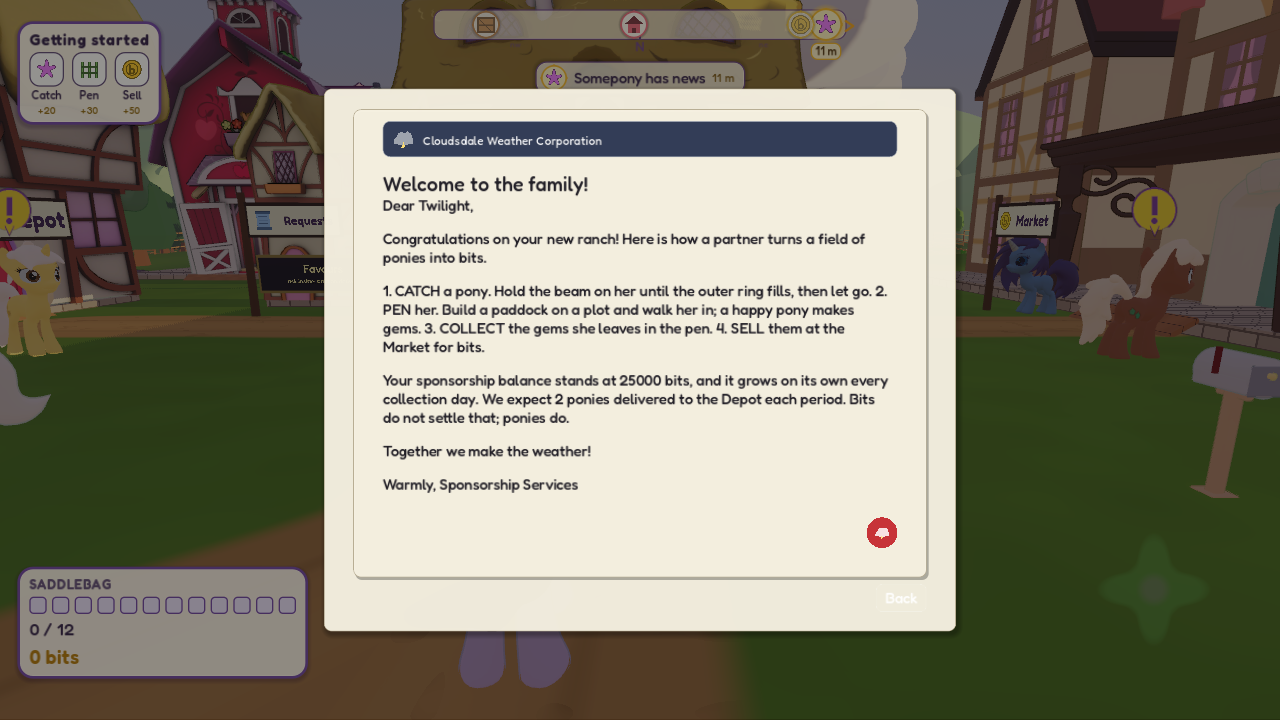 Getting started
Catch
Pen
Sell
+20
+30
+50
N
11 m
Somepony has news 11 m
Depot
Request
Favo
Market
Cloudsdale Weather Corporation
Welcome to the family!
Dear Twilight,
Congratulations on your new ranch! Here is how a partner turns a field of
ponies into bits.
1. CATCH a pony. Hold the beam on her until the outer ring fills, then let go. 2.
PEN her. Build a paddock on a plot and walk her in; a happy pony makes
gems. 3. COLLECT the gems she leaves in the pen. 4. SELL them at the
Market for bits.
Your sponsorship balance stands at 25000 bits, and it grows on its own every
collection day. We expect 2 ponies delivered to the Depot each period. Bits
do not settle that; ponies do.
Together we make the weather!
Warmly, Sponsorship Services
Back
SADDLEBAG
0 / 12
0 bits